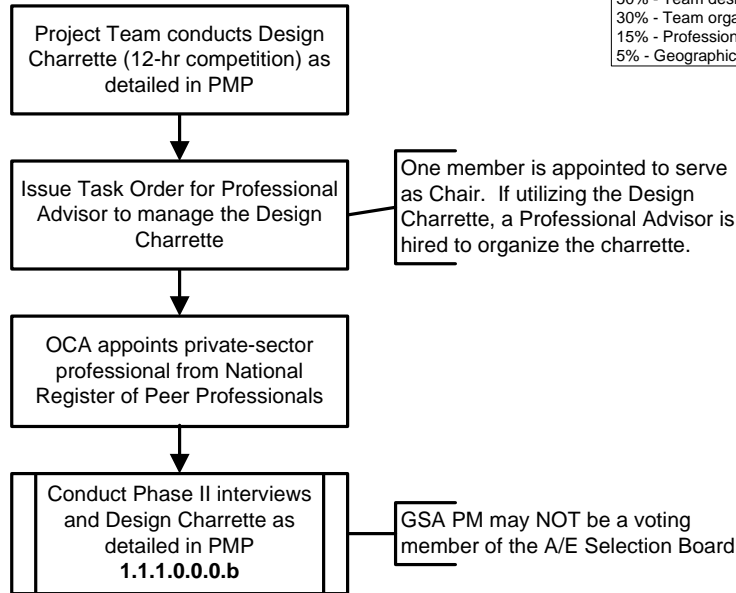 50% - Team desi
30% - Team orga
15% - Profession
5% - Geographic
Project Team conducts Design
Charrette (12-hr competition) as
detailed in PMP
Issue Task Order for Professional
Advisor to manage the Design
Charrette
One member is appointed to serve
as Chair. If utilizing the Design
Charrette, a Professional Advisor is
hired to organize the charrette.
OCA appoints private-sector
professional from National
Register of Peer Professionals
Conduct Phase II interviews
and Design Charrette as
detailed in PMP
1.1.1.0.0.0.b
GSA PM may NOT be a voting
member of the A/E Selection Board